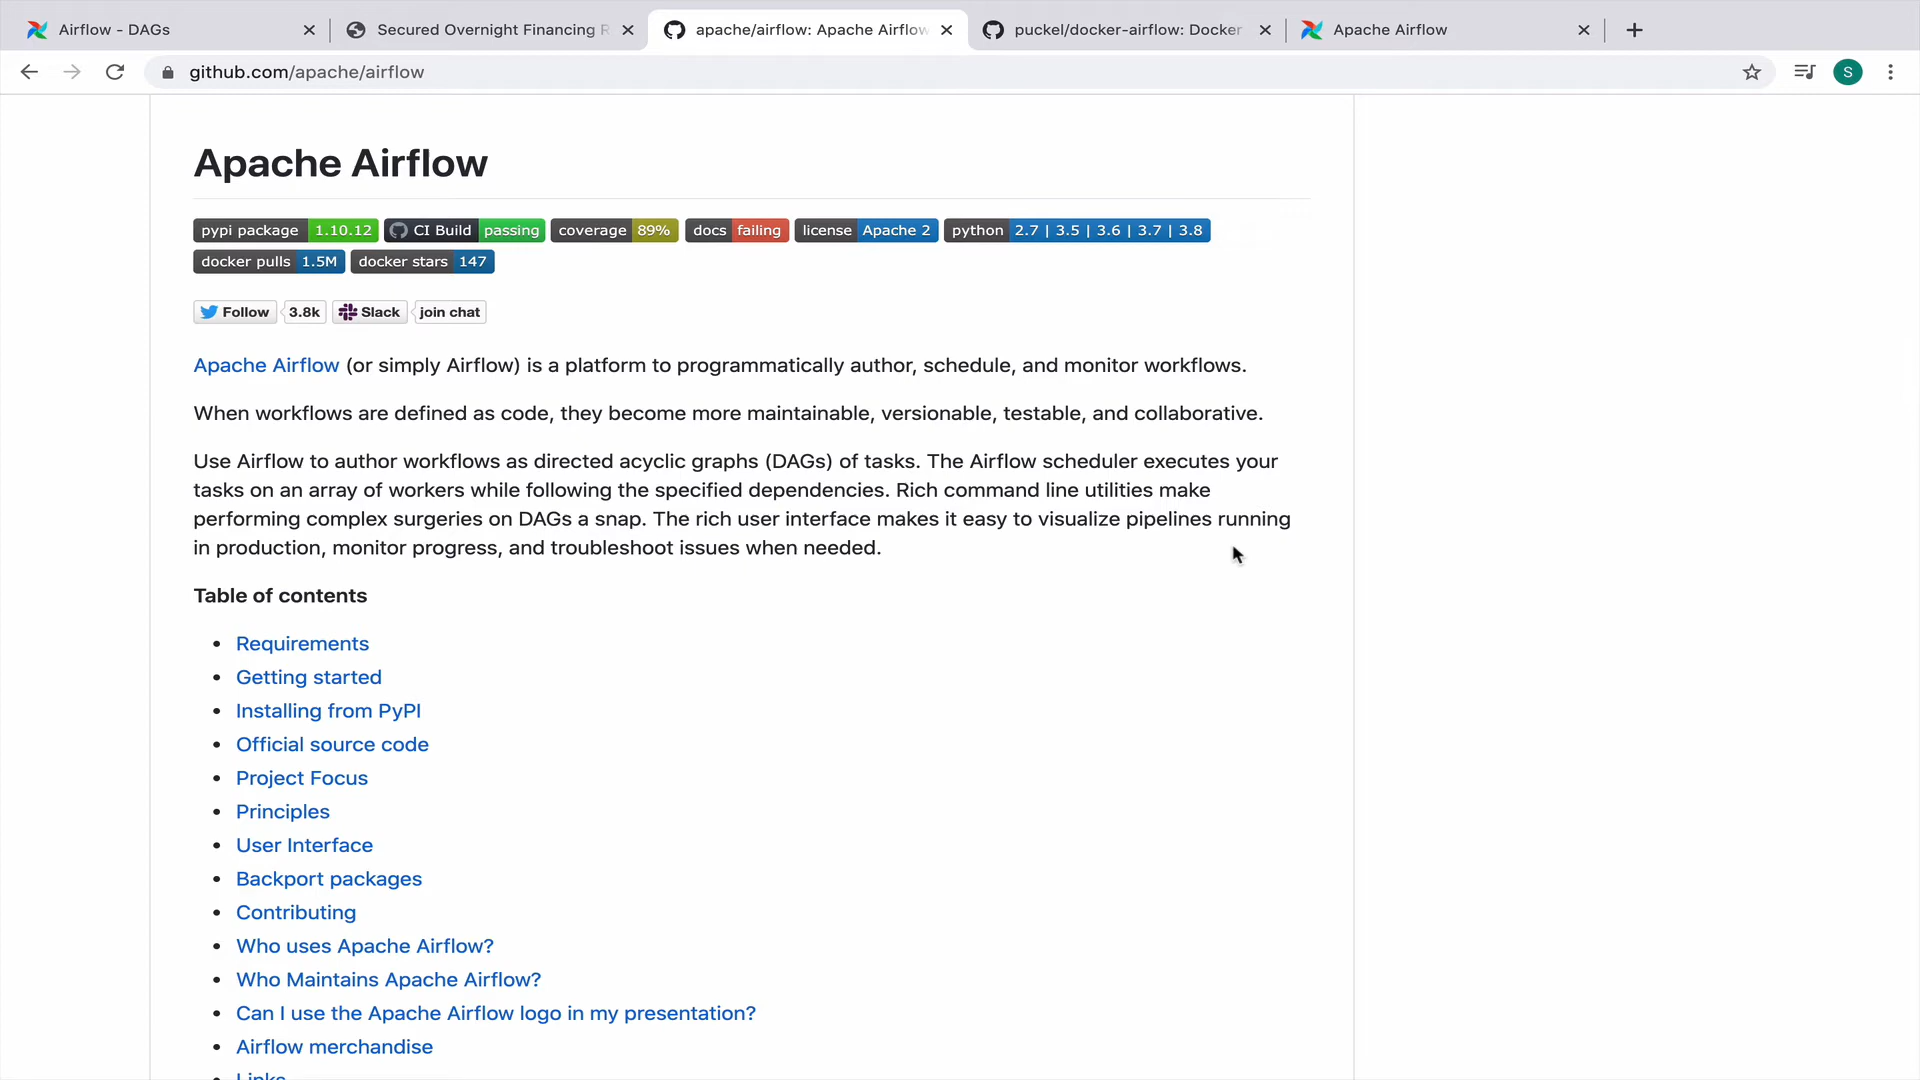 Airflow - DAGs
Secured Overnight Financing R
apache/airflow: Apache Airflow
puckel/docker-airflow: Docker
Apache Airflow
github.com/apache/airflow
S
Apache Airflow
pypi package 1.10.12 CI Build passing coverage 89% docs failing license Apache 2 python 2.7 | 3.5 | 3.6 | 3.7 | 3.8
docker pulls 1.5M docker stars 147
Follow 3.8k Slack join chat
Apache Airflow (or simply Airflow) is a platform to programmatically author, schedule, and monitor workflows.
When workflows are defined as code, they become more maintainable, versionable, testable, and collaborative.
Use Airflow to author workflows as directed acyclic graphs (DAGs) of tasks. The Airflow scheduler executes your
tasks on an array of workers while following the specified dependencies. Rich command line utilities make
performing complex surgeries on DAGs a snap. The rich user interface makes it easy to visualize pipelines running
in production, monitor progress, and troubleshoot issues when needed.
Table of contents
• Requirements
• Getting started
• Installing from PyPI
• Official source code
• Project Focus
• Principles
• User Interface
• Backport packages
• Contributing
• Who uses Apache Airflow?
• Who Maintains Apache Airflow?
• Can I use the Apache Airflow logo in my presentation?
• Airflow merchandise
• Links